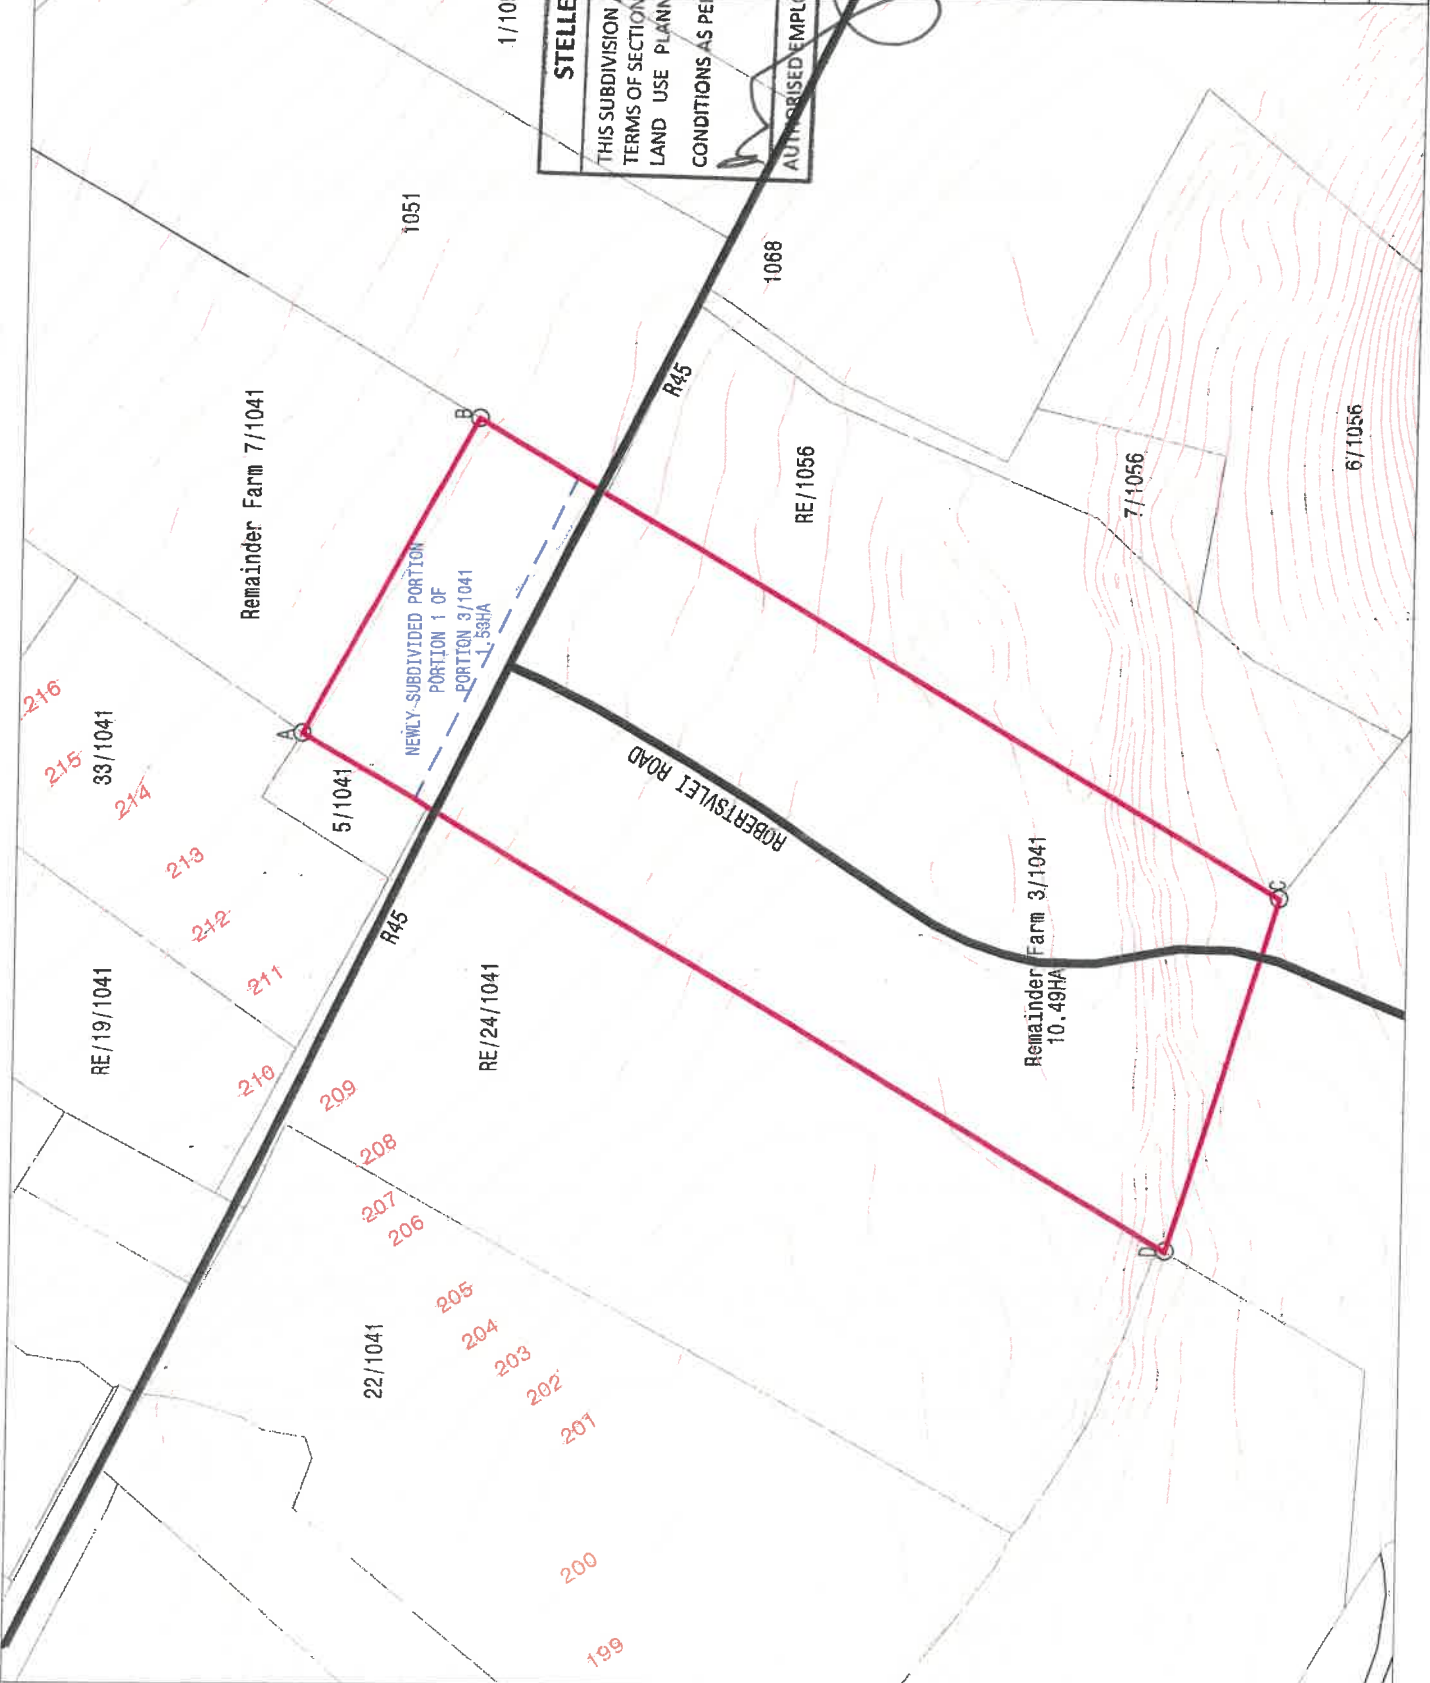 1/105
STELLE
THIS SUBDIVISION
TERMS OF SECTION
LAND USE PLANN
CONDITIONS AS PE
AUTHORISED EMPLO
1051
1068
R45
B
Remainder Farm 7/1041
NEWLY SUBDIVIDED PORTION
PORTION 1 OF
PORTION 3/1041
1.59HA
A
33/1041
5/1041
RE/1056
7/1056
6/1056
ROBERTSVLEI ROAD
R45
RE/19/1041
RE/24/1041
Remainder Farm 3/1041
10.49HA
C
D
22/1041
216
215
214
213
212
211
210
209
208
207
206
205
204
203
202
201
200
199